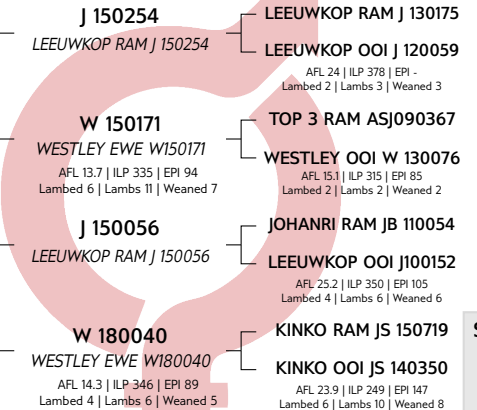 J 150254
LEEUWKOP RAM J 150254
LEEUWKOP RAM J 130175
LEEUWKOP OOI J 120059
AFL 24 | ILP 378 | EPI -
Lambed 2 | Lambs 3 | Weaned 3
W 150171
WESTLEY EWE W150171
AFL 13.7 | ILP 335 | EPI 94
Lambed 6 | Lambs 11 | Weaned 7
TOP 3 RAM ASJ090367
WESTLEY OOI W 130076
AFL 15.1 | ILP 315 | EPI 85
Lambed 2 | Lambs 2 | Weaned 2
J 150056
LEEUWKOP RAM J 150056
JOHANRI RAM JB 110054
LEEUWKOP OOI J100152
AFL 25.2 | ILP 350 | EPI 105
Lambed 4 | Lambs 6 | Weaned 6
W 180040
WESTLEY EWE W180040
AFL 14.3 | ILP 346 | EPI 89
Lambed 4 | Lambs 6 | Weaned 5
KINKO RAM JS 150719
KINKO OOI JS 140350
AFL 23.9 | ILP 249 | EPI 147
Lambed 6 | Lambs 10 | Weaned 8